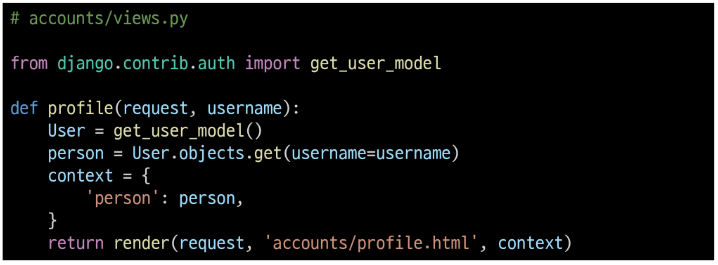 # accounts/views.py
from django.contrib.auth import get_user_model
def profile(request, username):
    User = get_user_model()
    person = User.objects.get(username=username)
    context = {
        'person': person,
    }
    return render(request, 'accounts/profile.html', context)